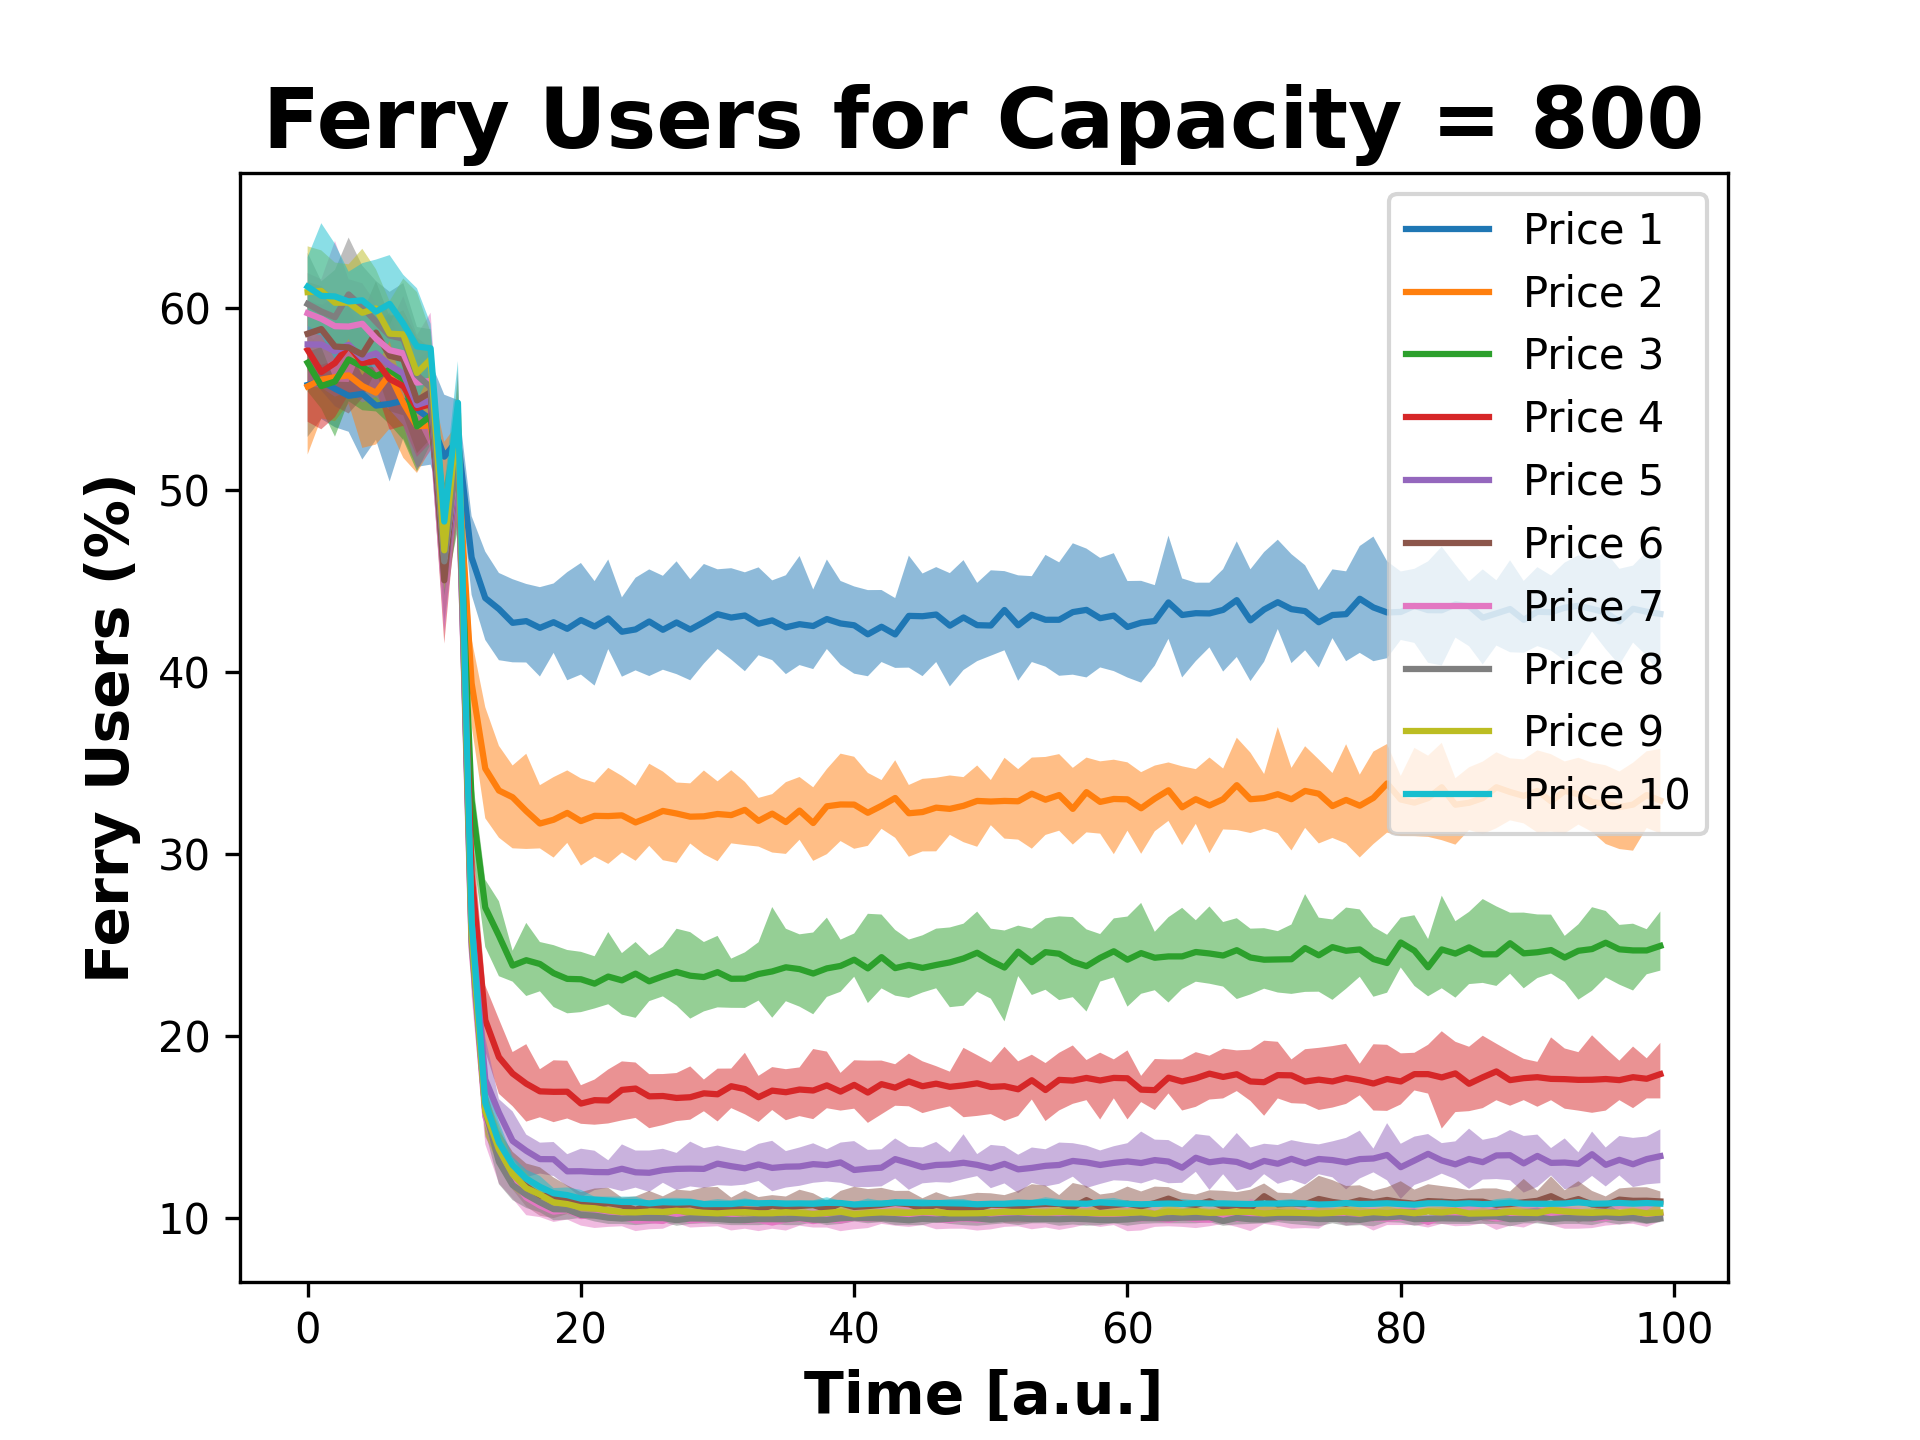 Ferry Users for Capacity = 800
Price 1
Price 2
Price 3
Price 4
Price 5
Price 6
Price 7
Price 8
Price 9
Price 10
Ferry Users (%)
60
50
40
30
20
10
0
20
40
60
80
100
Time [a.u.]